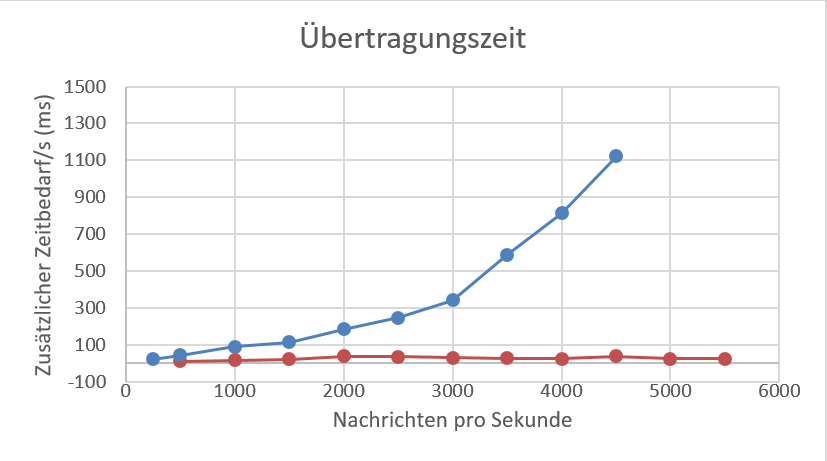 Übertragungszeit
Zusätzlicher Zeitbedarf/s (ms)
1500
1300
1100
900
700
500
300
100
-100
0 1000 2000 3000 4000 5000 6000
Nachrichten pro Sekunde